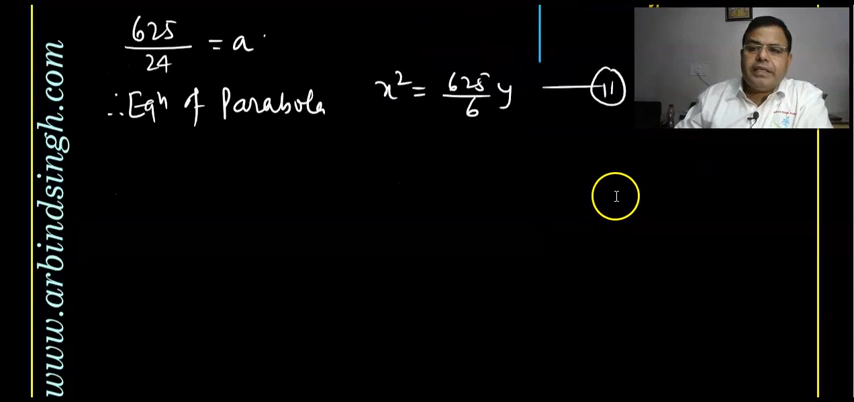 625/24 = a.
∴ Eqⁿ of Parabola x² = 625/6 y — (11)
www.arbindsingh.com